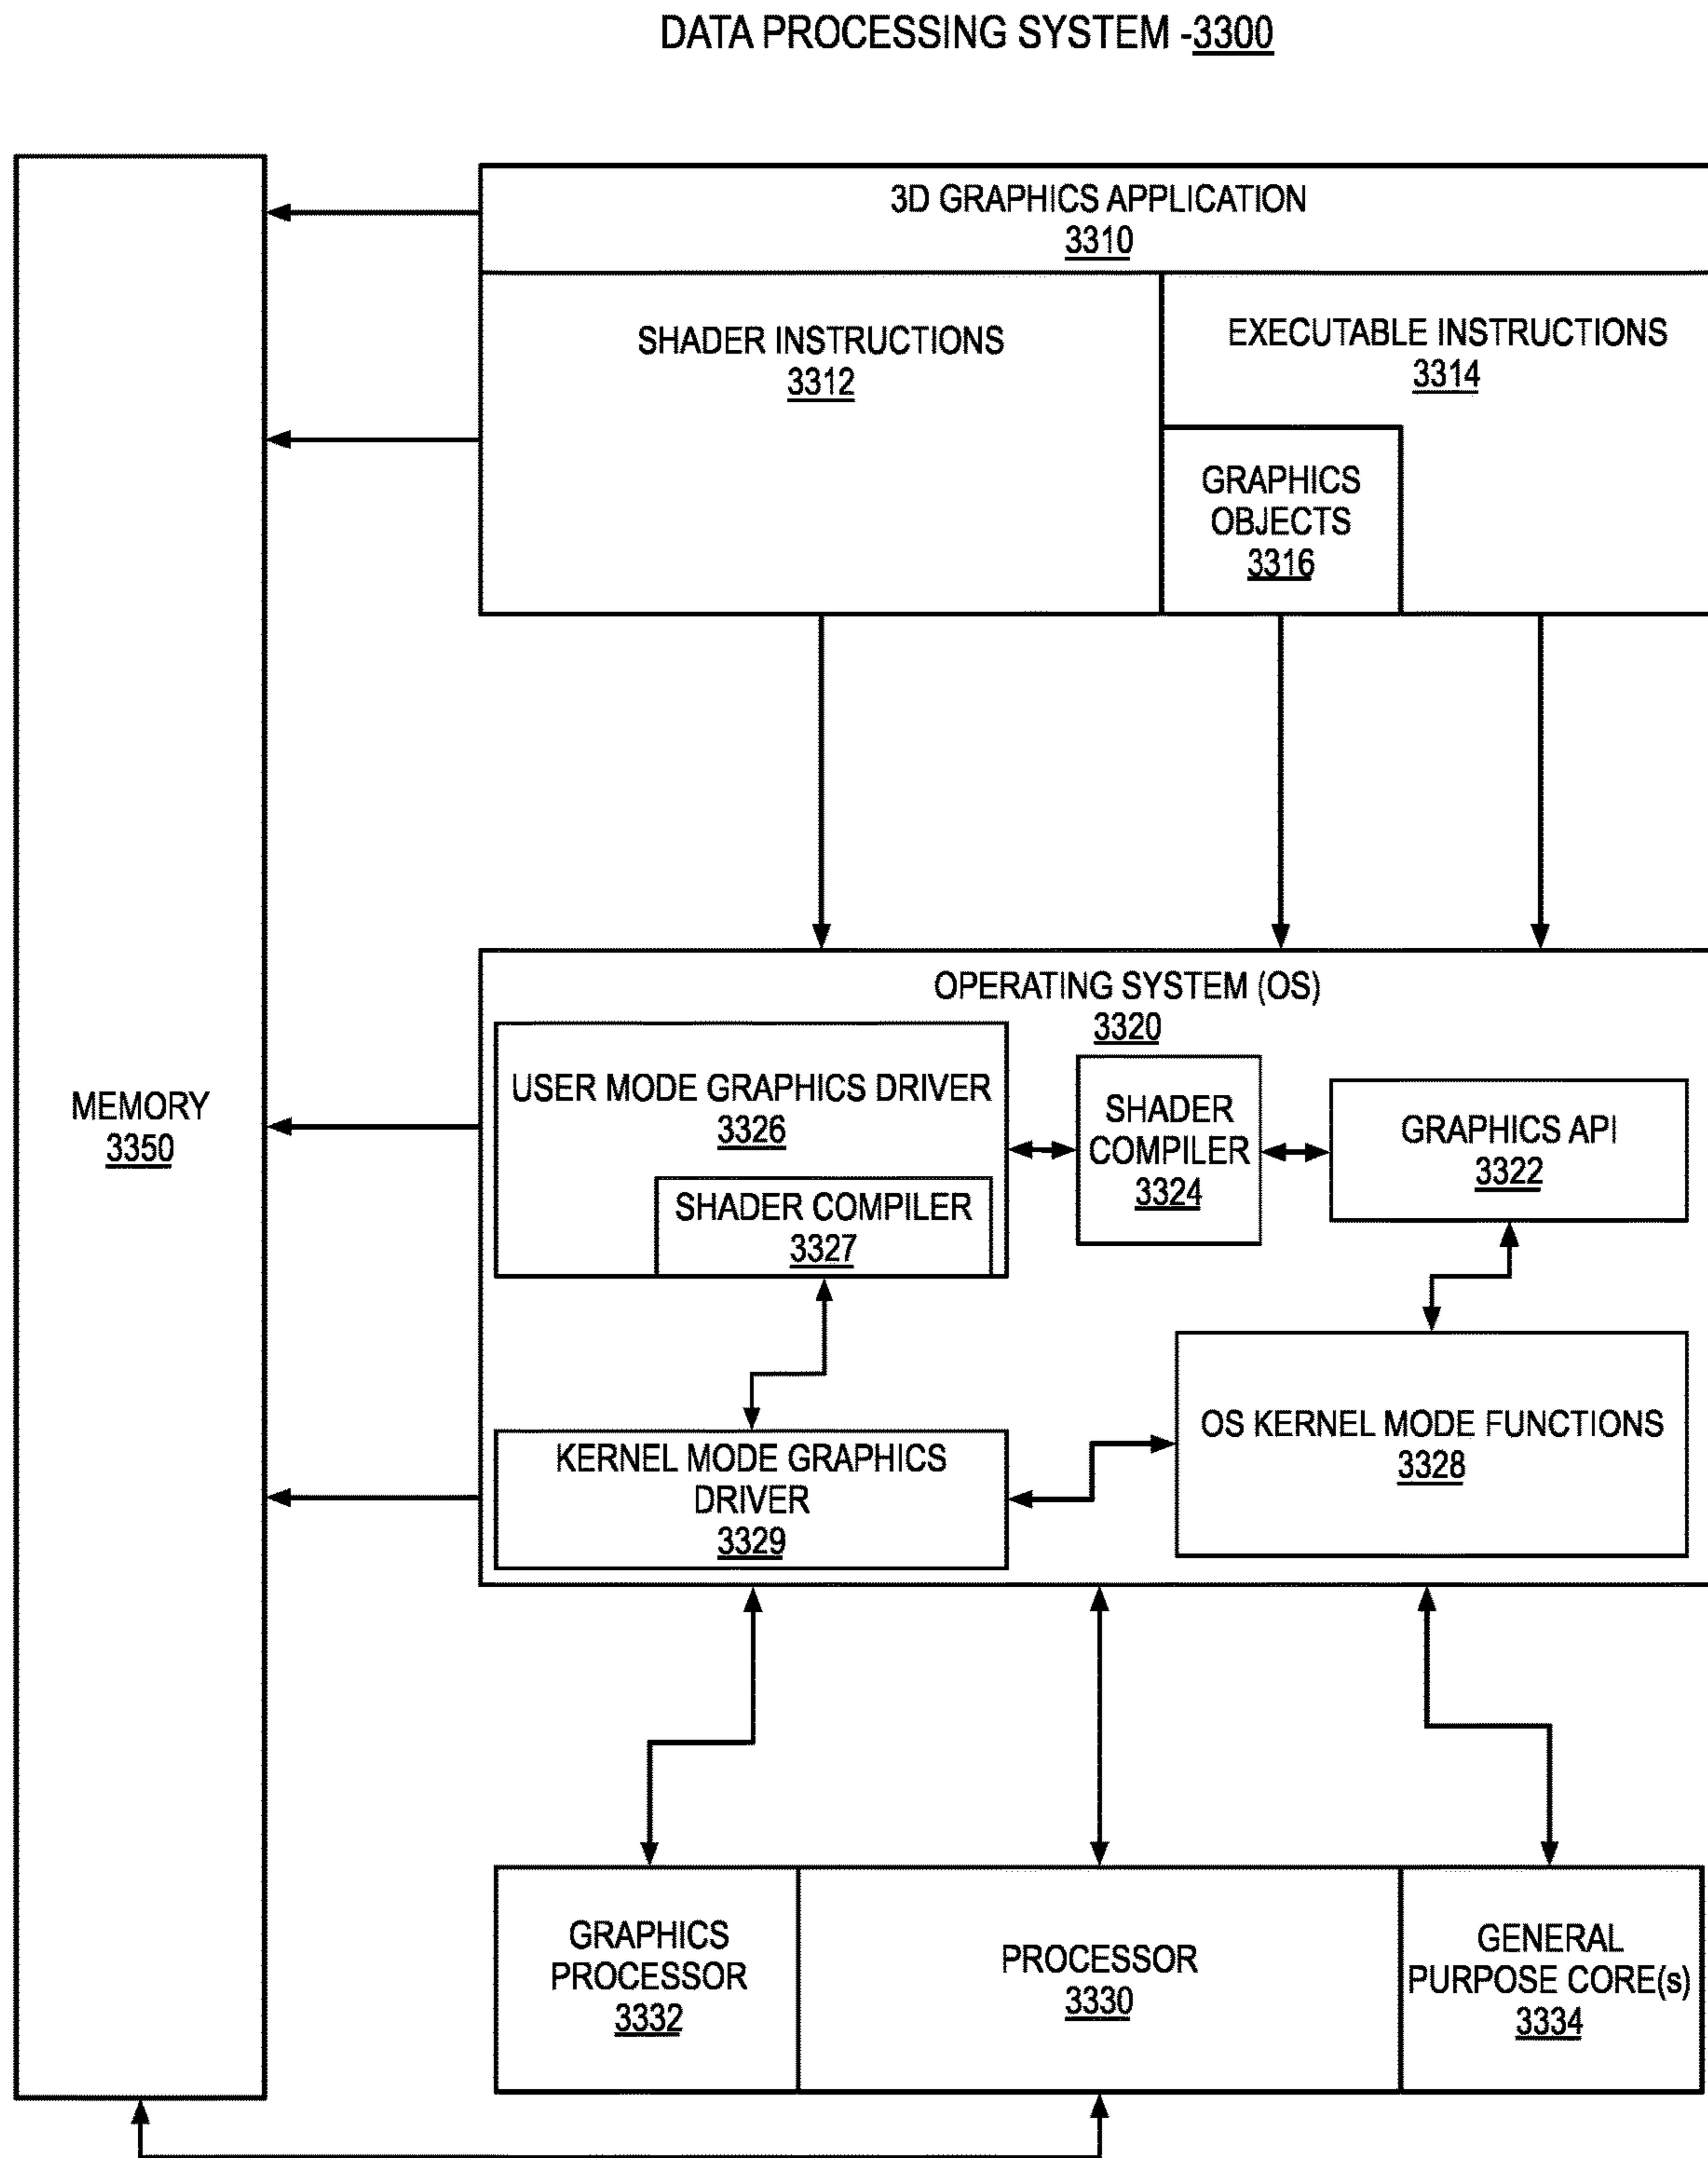 DATA PROCESSING SYSTEM -3300
3D GRAPHICS APPLICATION
3310
SHADER INSTRUCTIONS
3312
EXECUTABLE INSTRUCTIONS
3314
GRAPHICS
OBJECTS
3316
MEMORY
3350
OPERATING SYSTEM (OS)
3320
USER MODE GRAPHICS DRIVER
3326
SHADER COMPILER
3327
SHADER
COMPILER
3324
GRAPHICS API
3322
KERNEL MODE GRAPHICS
DRIVER
3329
OS KERNEL MODE FUNCTIONS
3328
GRAPHICS
PROCESSOR
3332
PROCESSOR
3330
GENERAL
PURPOSE CORE(s)
3334